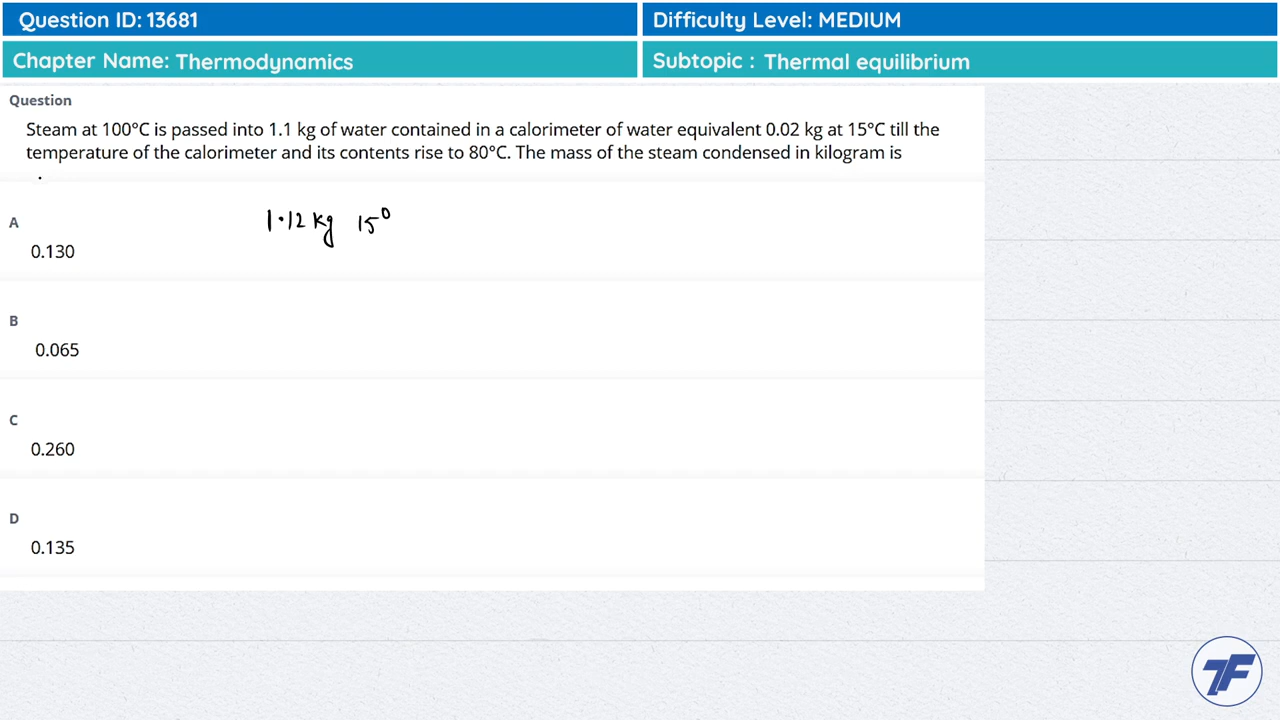 Question ID: 13681
Difficulty Level: MEDIUM
Chapter Name: Thermodynamics
Subtopic : Thermal equilibrium
Question
Steam at 100°C is passed into 1.1 kg of water contained in a calorimeter of water equivalent 0.02 kg at 15°C till the
temperature of the calorimeter and its contents rise to 80°C. The mass of the steam condensed in kilogram is
.
A
1.12 kg 15°
0.130
B
0.065
C
0.260
D
0.135
TF